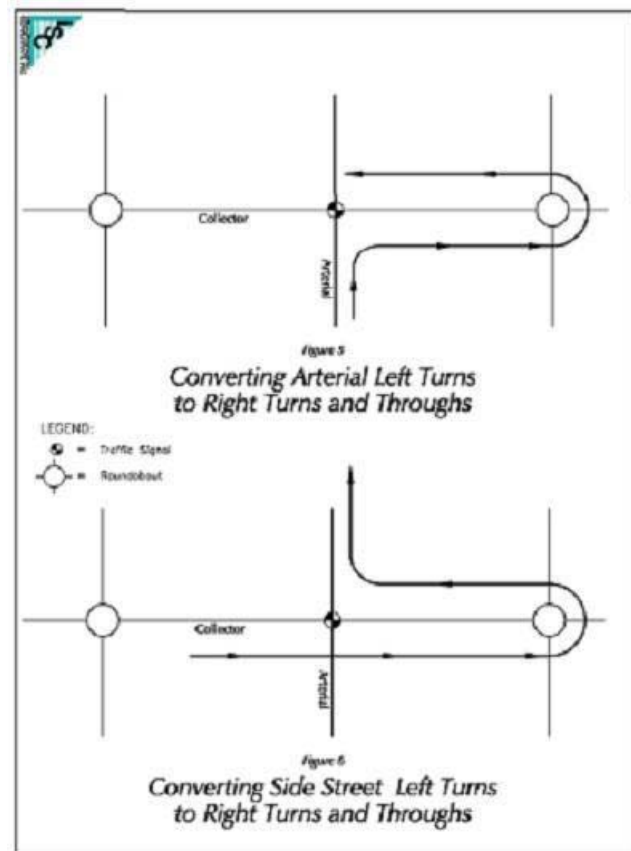 LSC
Collector
Arterial
Figure 5
Converting Arterial Left Turns
to Right Turns and Throughs
LEGEND:
= Traffic Signal
= Roundabout
Collector
Arterial
Figure 6
Converting Side Street Left Turns
to Right Turns and Throughs